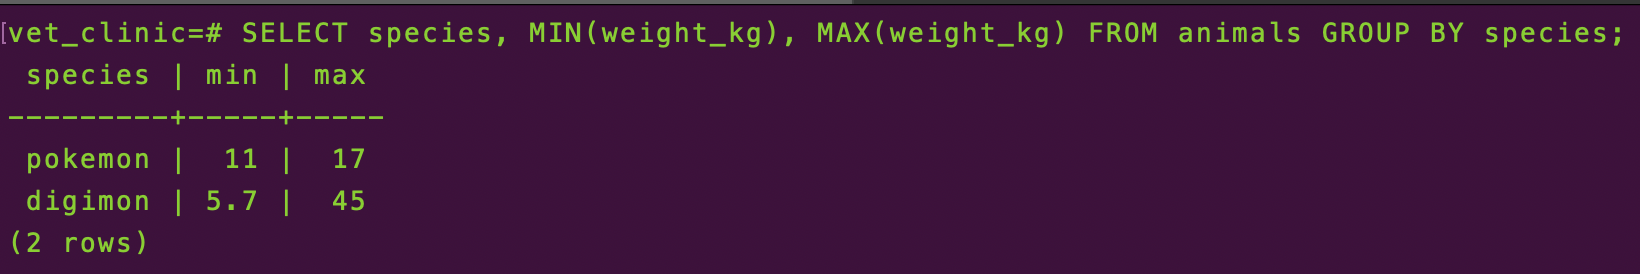 [vet_clinic=# SELECT species, MIN(weight_kg), MAX(weight_kg) FROM animals GROUP BY species;
 species | min | max
---------+-----+-----
 pokemon |  11 |  17
 digimon | 5.7 |  45
(2 rows)